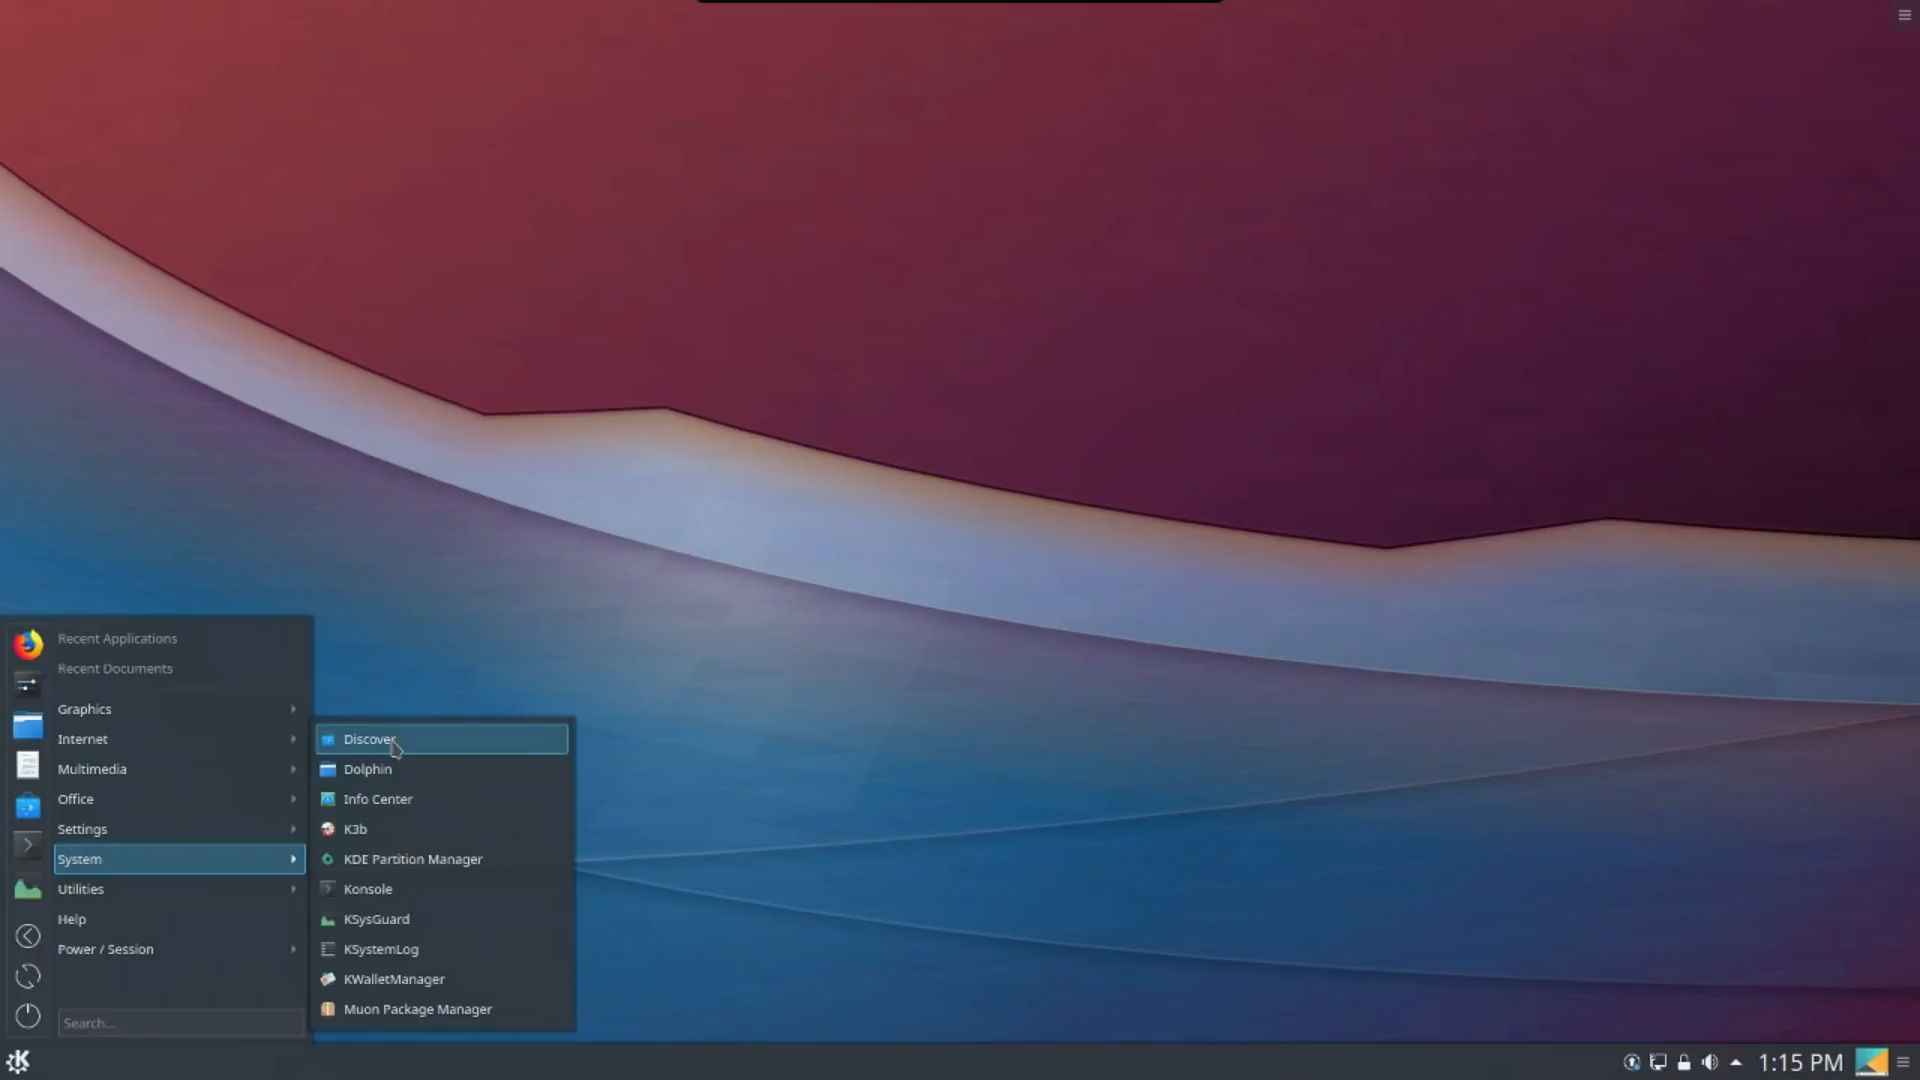 Recent Applications
Recent Documents
Graphics
Internet
Multimedia
Office
Settings
System
Utilities
Help
Power / Session
Search...
Discover
Dolphin
Info Center
K3b
KDE Partition Manager
Konsole
KSysGuard
KSystemLog
KWalletManager
Muon Package Manager
1:15 PM